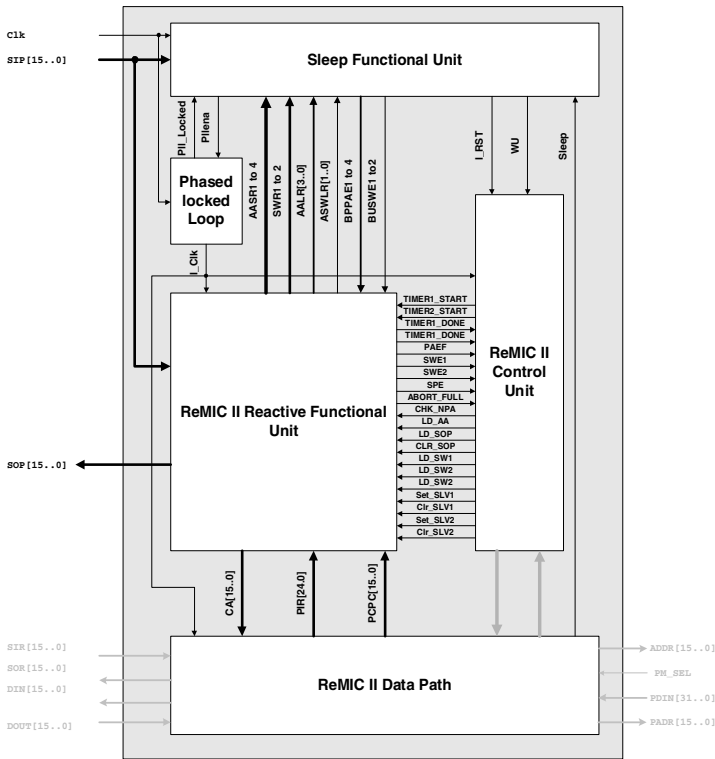 Clk
SIP[15..0]
Sleep Functional Unit
Pll_Locked
Pllena
AASR1 to 4
SWR1 to 2
AALR[3..0]
ASWLR[1..0]
BPPAE1 to 4
BUSWE1 to2
I_RST
WU
Sleep
Phased
locked
Loop
I_Clk
TIMER1_START
TIMER2_START
TIMER1_DONE
TIMER1_DONE
PAEF
SWE1
SWE2
SPE
ABORT_FULL
CHK_NPA
LD_AA
LD_SOP
CLR_SOP
LD_SW1
LD_SW2
LD_SW2
Set_SLV1
Clr_SLV1
Set_SLV2
Clr_SLV2
ReMIC II
Control
Unit
ReMIC II Reactive Functional
Unit
SOP[15..0]
CA[15..0]
PIR[24.0]
PCPC[15..0]
SIR[15..0]
SOR[15..0]
DIN[15..0]
DOUT[15..0]
ReMIC II Data Path
ADDR[15..0]
PM_SEL
PDIN[31..0]
PADR[15..0]